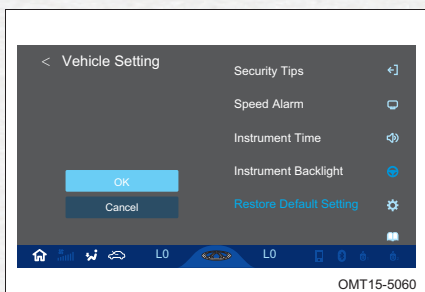 < Vehicle Setting
Security Tips
Speed Alarm
Instrument Time
Instrument Backlight
Restore Default Setting
OK
Cancel
L0
L0
OMT15-5060